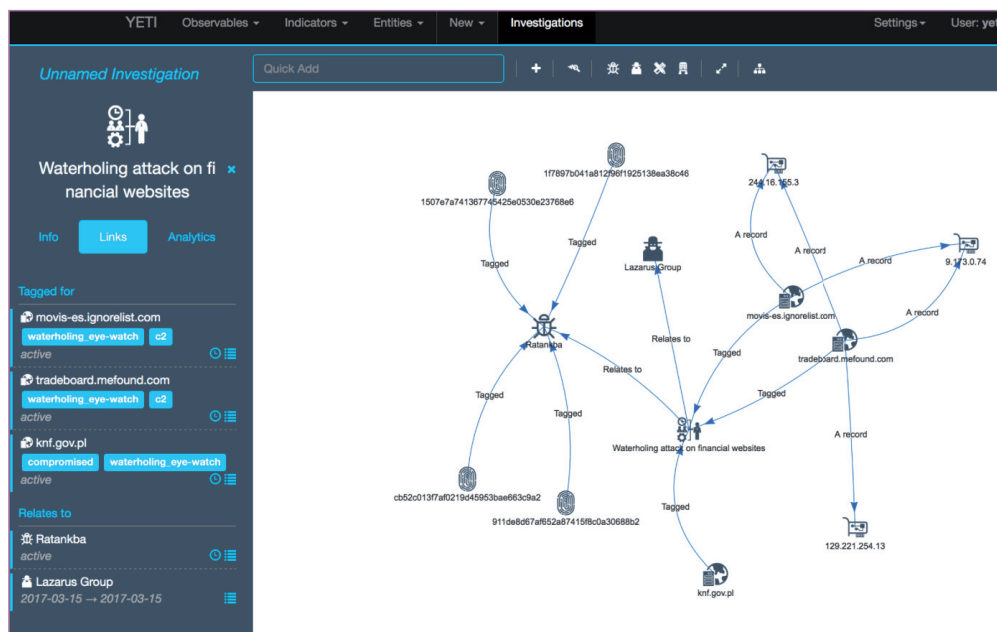 YETI Observables Indicators Entities New Investigations Settings User: yet
Unnamed Investigation
Quick Add
Waterholing attack on fi
nancial websites
Info Links Analytics
Tagged for
movis-es.ignorelist.com
waterholing_eye-watch c2
active
tradeboard.mefound.com
waterholing_eye-watch c2
active
knf.gov.pl
compromised waterholing_eye-watch
active
Relates to
Ratankba
active
Lazarus Group
2017-03-15 → 2017-03-15
1f7897b041a812f96f1925138ea38c46
1507e7a741367745425e0530e23768e6
244.16.155.3
Tagged
A record
9.173.0.74
Tagged
Lazarus Group
A record
movis-es.ignorelist.com
A record
Ratankba
tradeboard.mefound.com
Relates to
Relates to
Tagged
Tagged
Tagged
Tagged
A record
Waterholing attack on financial websites
cb52c013f7af0219d45953bae663c9a2
Tagged
911de8d67af652a87415f8c0a30688b2
129.221.254.13
knf.gov.pl